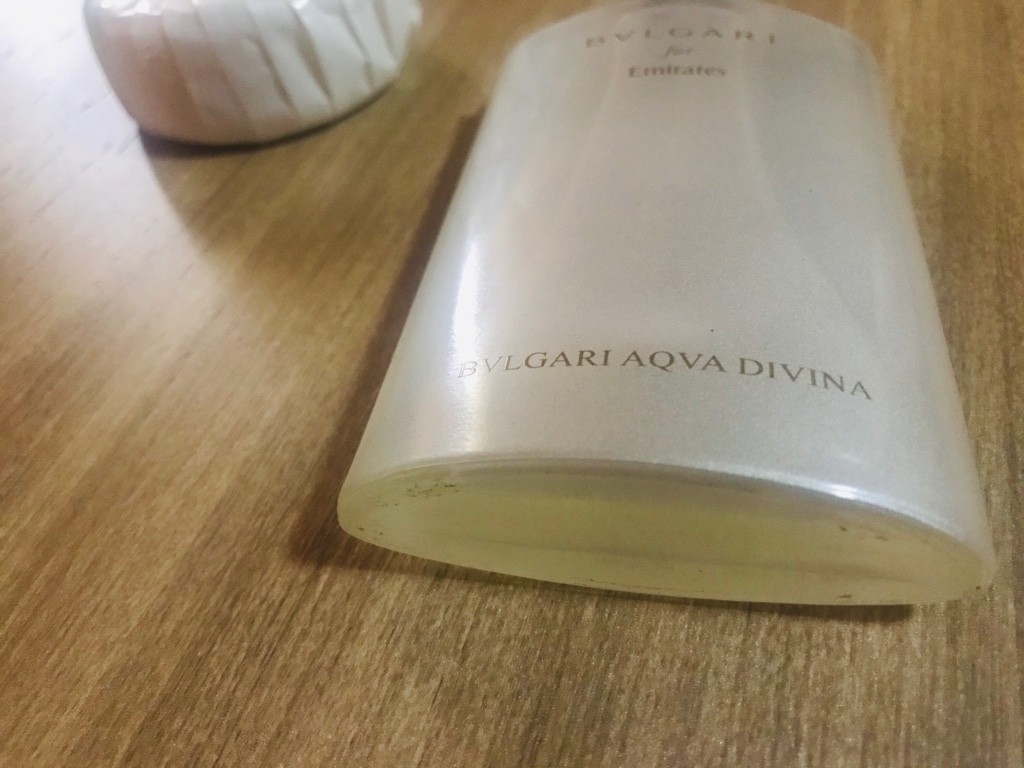 BVLGARI
for
Emirates
BVLGARI AQVA DIVINA